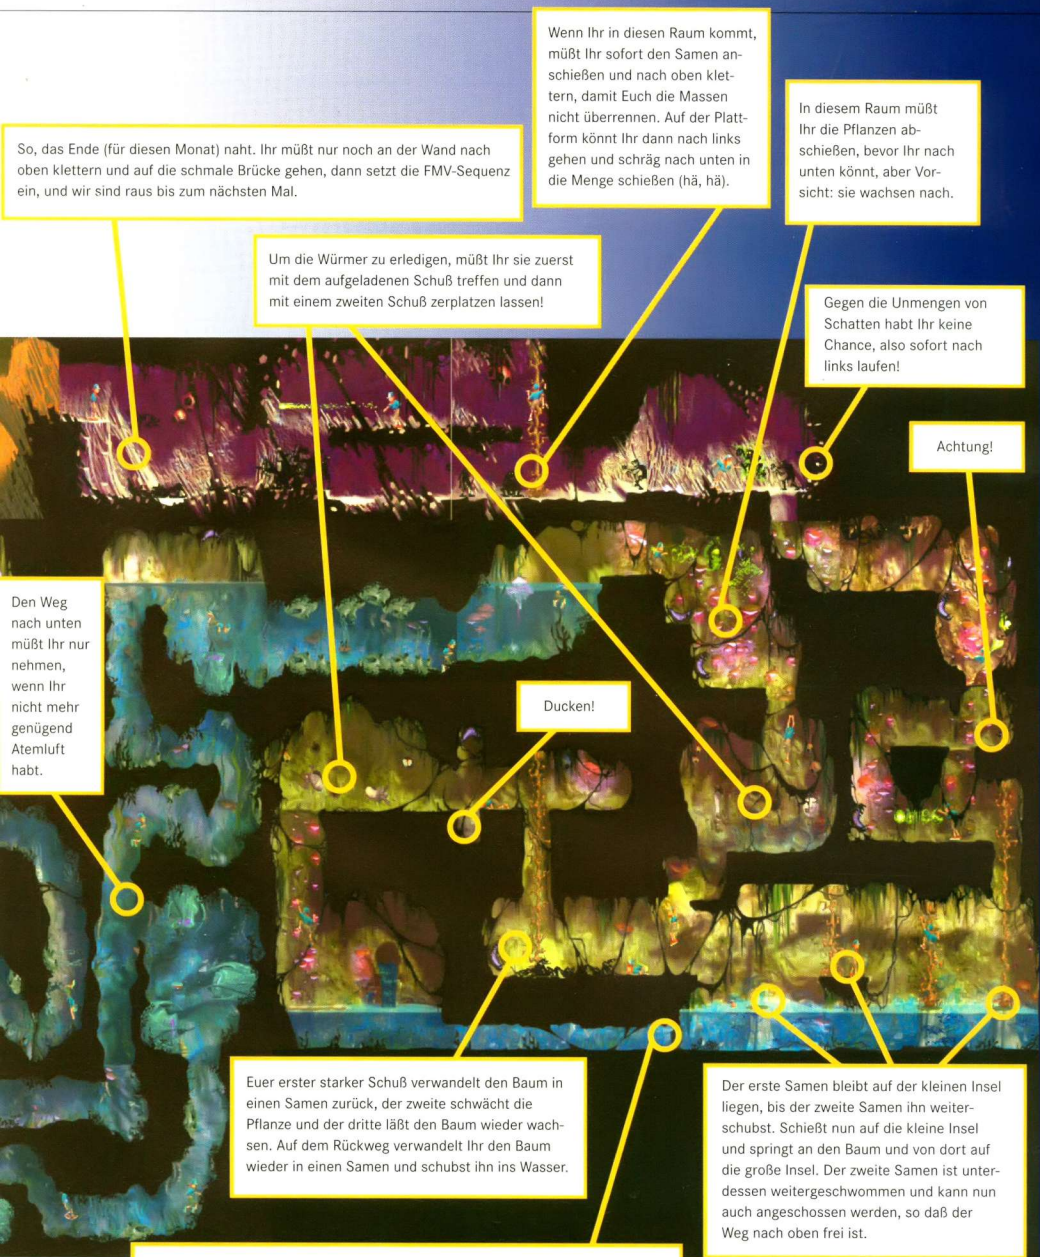 Wenn Ihr in diesen Raum kommt,
müßt Ihr sofort den Samen an-
schießen und nach oben klet-
tern, damit Euch die Massen
nicht überrennen. Auf der Platt-
form könnt Ihr dann nach links
gehen und schräg nach unten in
die Menge schießen (hä, hä).
In diesem Raum müßt
Ihr die Pflanzen ab-
schießen, bevor Ihr nach
unten könnt, aber Vor-
sicht: sie wachsen nach.
So, das Ende (für diesen Monat) naht. Ihr müßt nur noch an der Wand nach
oben klettern und auf die schmale Brücke gehen, dann setzt die FMV-Sequenz
ein, und wir sind raus bis zum nächsten Mal.
Um die Würmer zu erledigen, müßt Ihr sie zuerst
mit dem aufgeladenen Schuß treffen und dann
mit einem zweiten Schuß zerplatzen lassen!
Gegen die Unmengen von
Schatten habt Ihr keine
Chance, also sofort nach
links laufen!
Achtung!
Den Weg
nach unten
müßt Ihr nur
nehmen,
wenn Ihr
nicht mehr
genügend
Atemluft
habt.
Ducken!
Euer erster starker Schuß verwandelt den Baum in
einen Samen zurück, der zweite schwächt die
Pflanze und der dritte läßt den Baum wieder wach-
sen. Auf dem Rückweg verwandelt Ihr den Baum
wieder in einen Samen und schubst ihn ins Wasser.
Der erste Samen bleibt auf der kleinen Insel
liegen, bis der zweite Samen ihn weiter-
schubst. Schießt nun auf die kleine Insel
und springt an den Baum und von dort auf
die große Insel. Der zweite Samen ist unter-
dessen weitergeschwommen und kann nun
auch angeschossen werden, so daß der
Weg nach oben frei ist.